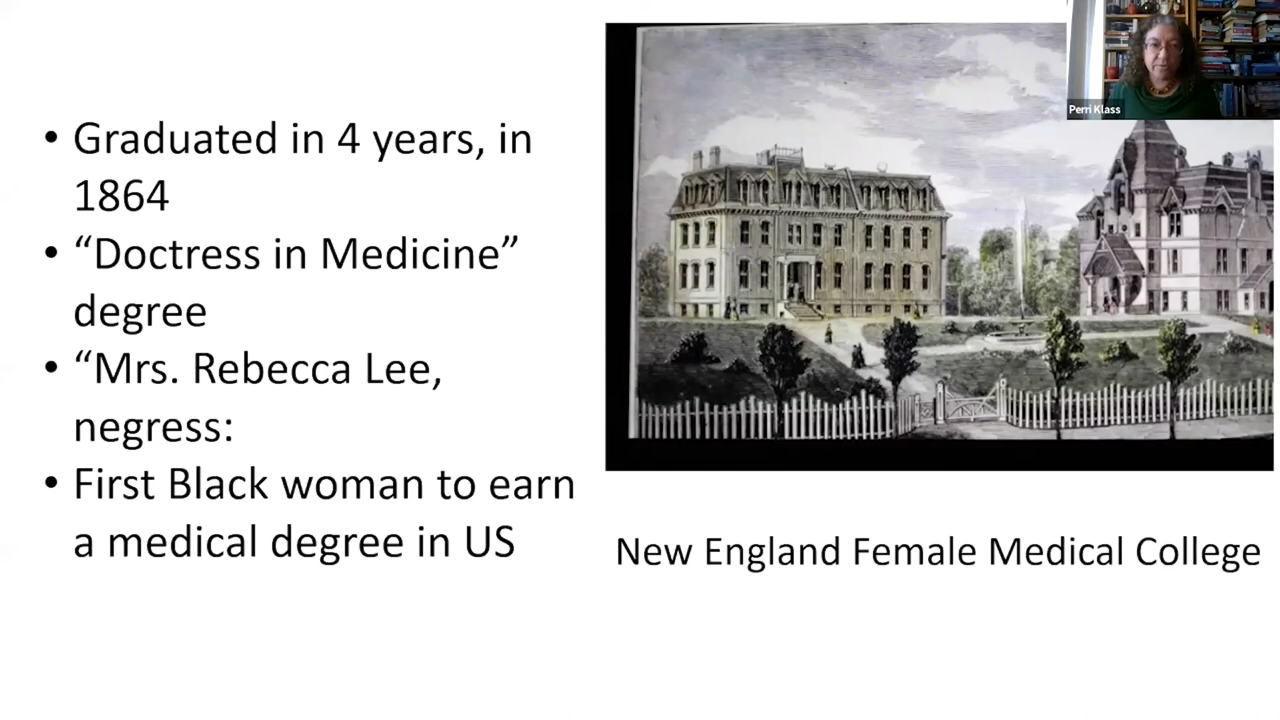 • Graduated in 4 years, in
1864
• “Doctress in Medicine”
degree
• “Mrs. Rebecca Lee,
negress:
• First Black woman to earn
a medical degree in US
Perri Klass
New England Female Medical College